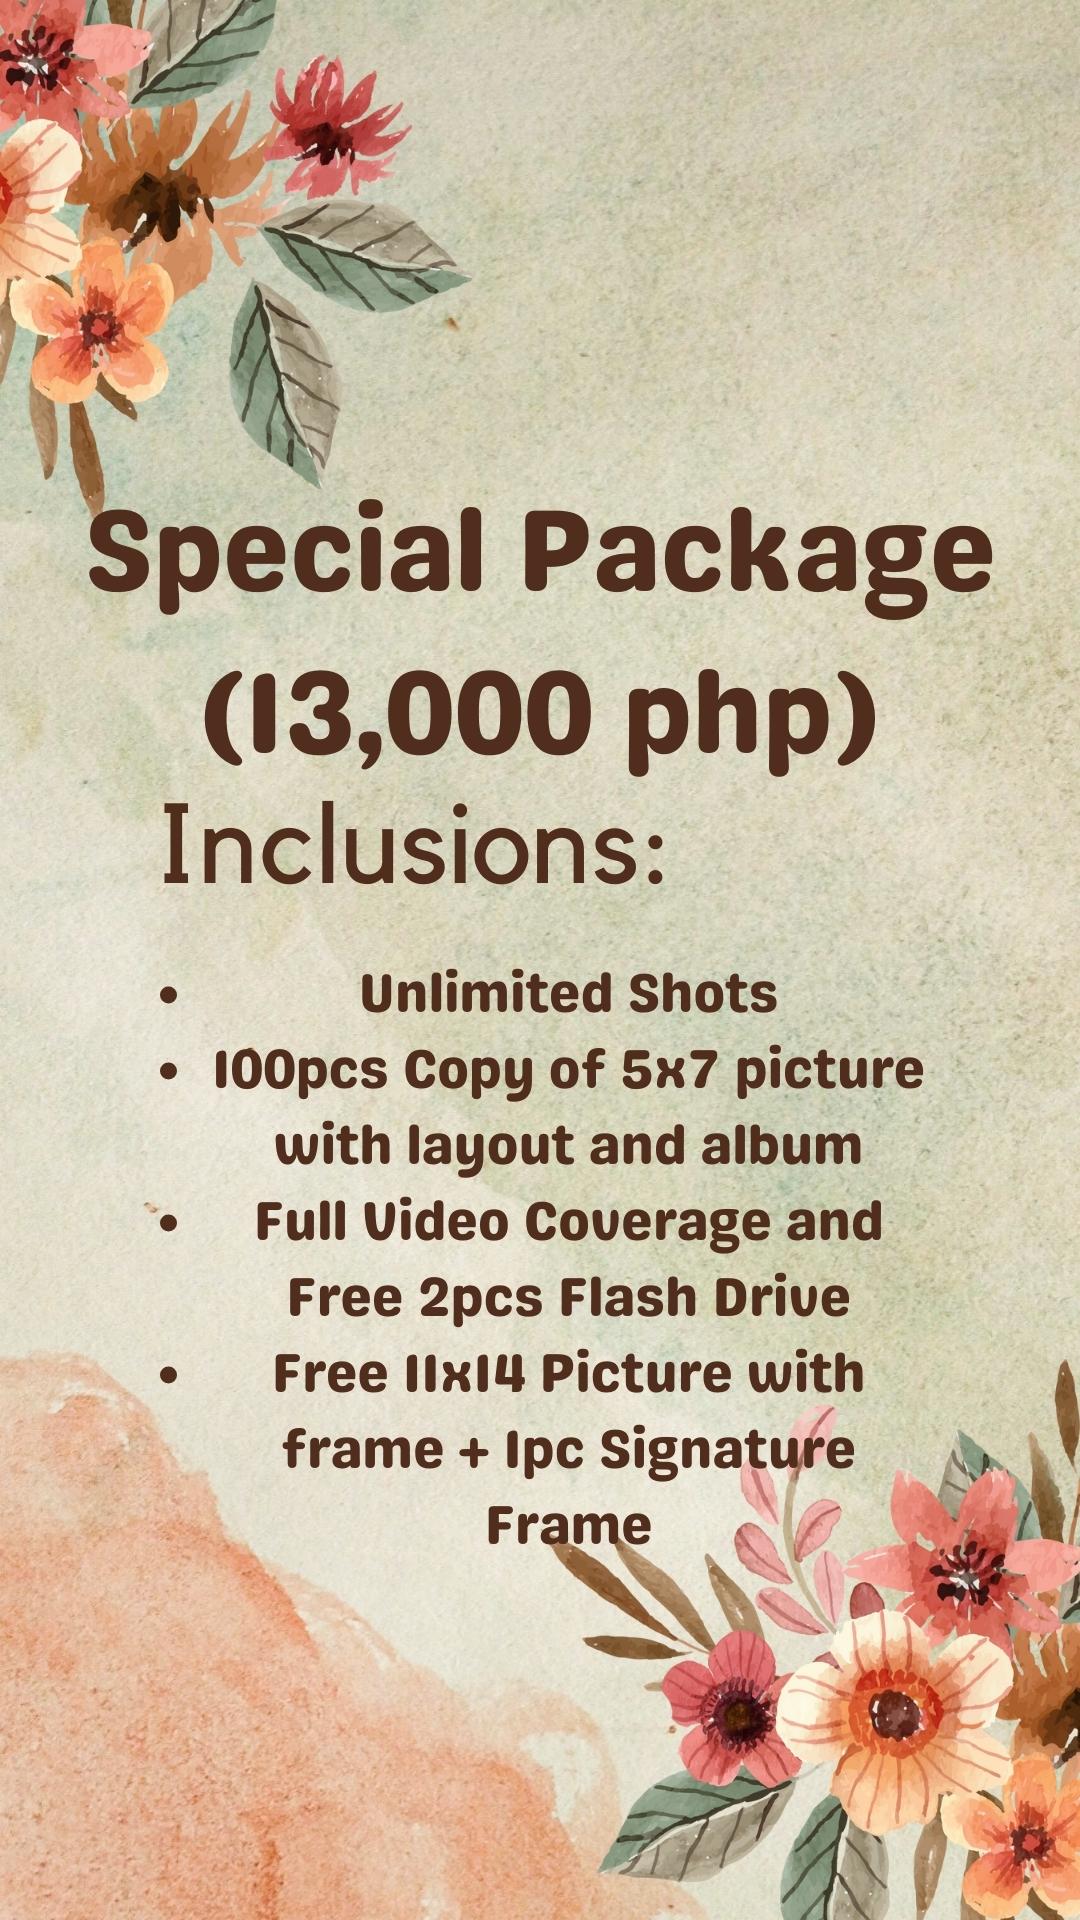 Special Package
(13,000 php)
Inclusions:
• Unlimited Shots
• 100pcs Copy of 5x7 picture
with layout and album
• Full Video Coverage and
Free 2pcs Flash Drive
• Free 11x14 Picture with
frame + 1pc Signature
Frame